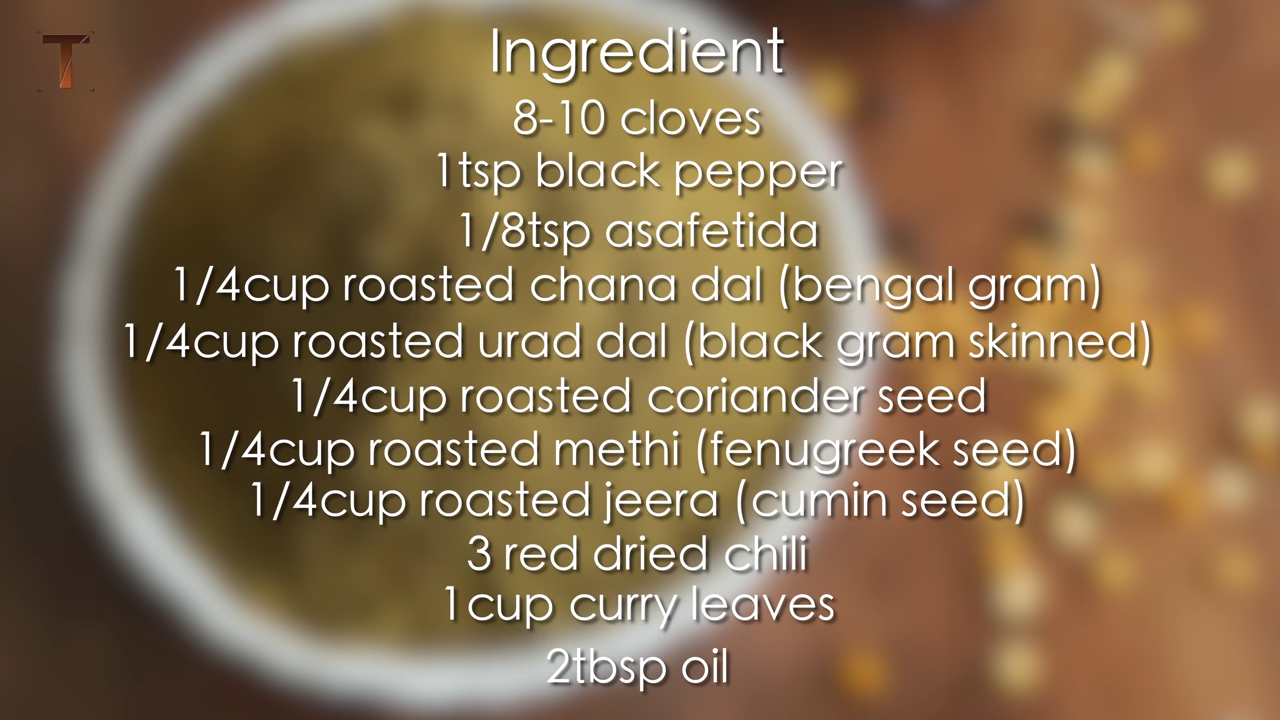 T
Ingredient
8-10 cloves
1tsp black pepper
1/8tsp asafetida
1/4cup roasted chana dal (bengal gram)
1/4cup roasted urad dal (black gram skinned)
1/4cup roasted coriander seed
1/4cup roasted methi (fenugreek seed)
1/4cup roasted jeera (cumin seed)
3 red dried chili
1cup curry leaves
2tbsp oil